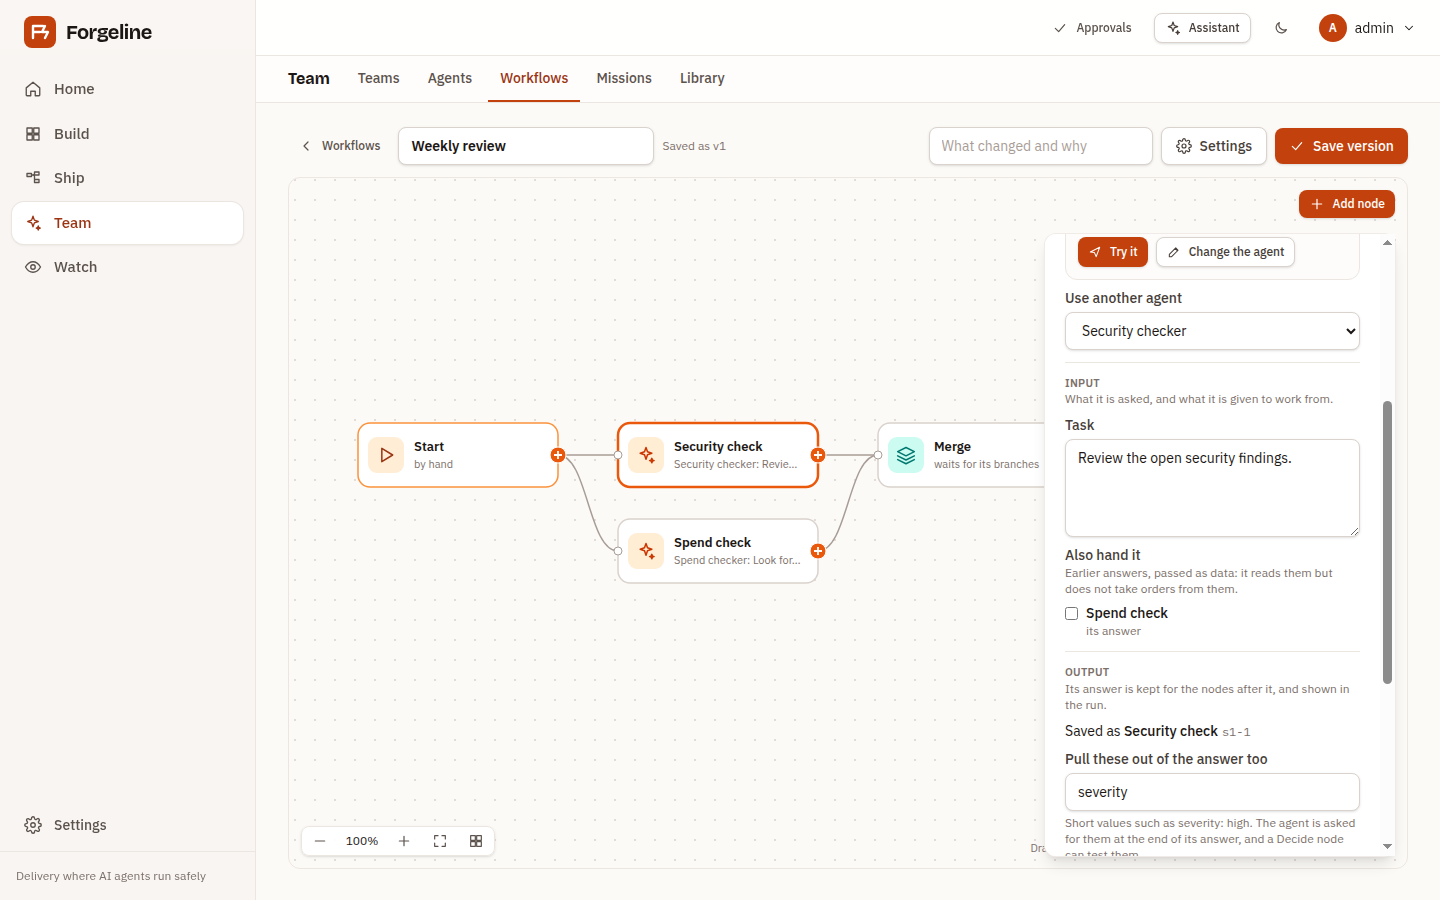 Forgeline
Approvals
Assistant
A
admin
Home
Build
Ship
Team
Watch
Settings
Delivery where AI agents run safely
Team
Teams
Agents
Workflows
Missions
Library
Workflows
Weekly review
Saved as v1
What changed and why
Settings
Save version
Add node
Start
by hand
Security check
Security checker: Revie...
Merge
waits for its branches
Spend check
Spend checker: Look for...
100%
Try it
Change the agent
Use another agent
Security checker
INPUT
What it is asked, and what it is given to work from.
Task
Review the open security findings.
Also hand it
Earlier answers, passed as data: it reads them but
does not take orders from them.
Spend check
its answer
OUTPUT
Its answer is kept for the nodes after it, and shown in
the run.
Saved as Security check s1-1
Pull these out of the answer too
severity
Short values such as severity: high. The agent is asked
for them at the end of its answer, and a Decide node
can test them.